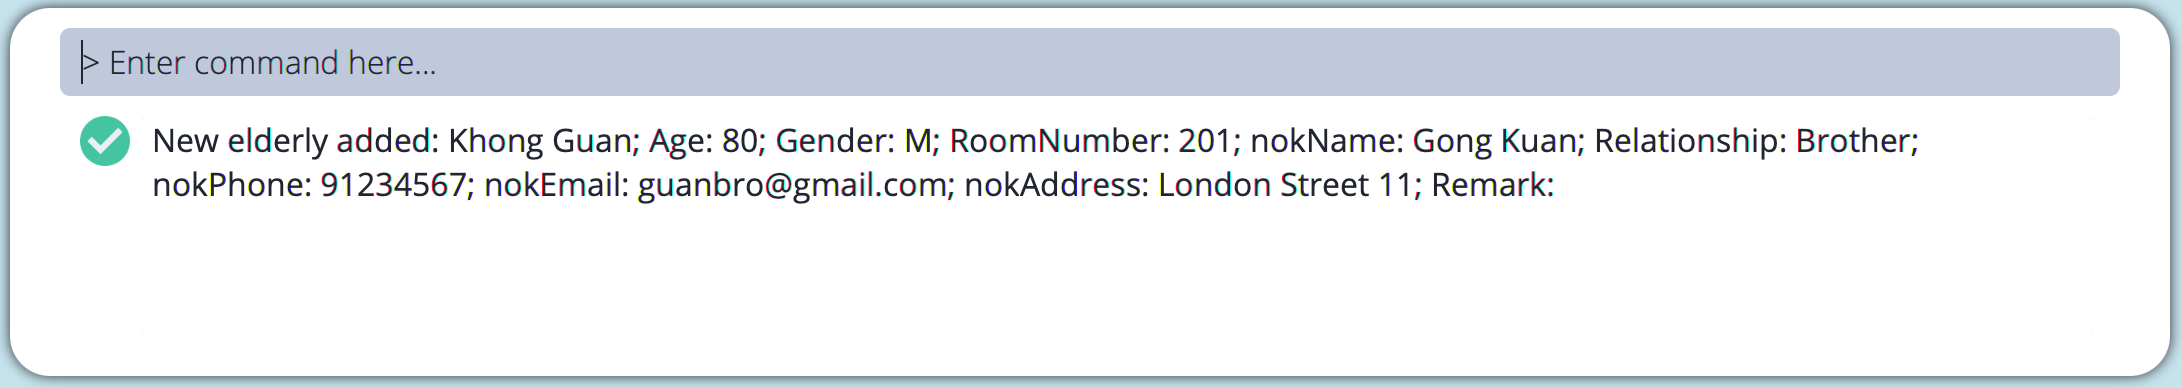 > Enter command here...
New elderly added: Khong Guan; Age: 80; Gender: M; RoomNumber: 201; nokName: Gong Kuan; Relationship: Brother;
nokPhone: 91234567; nokEmail: guanbro@gmail.com; nokAddress: London Street 11; Remark: